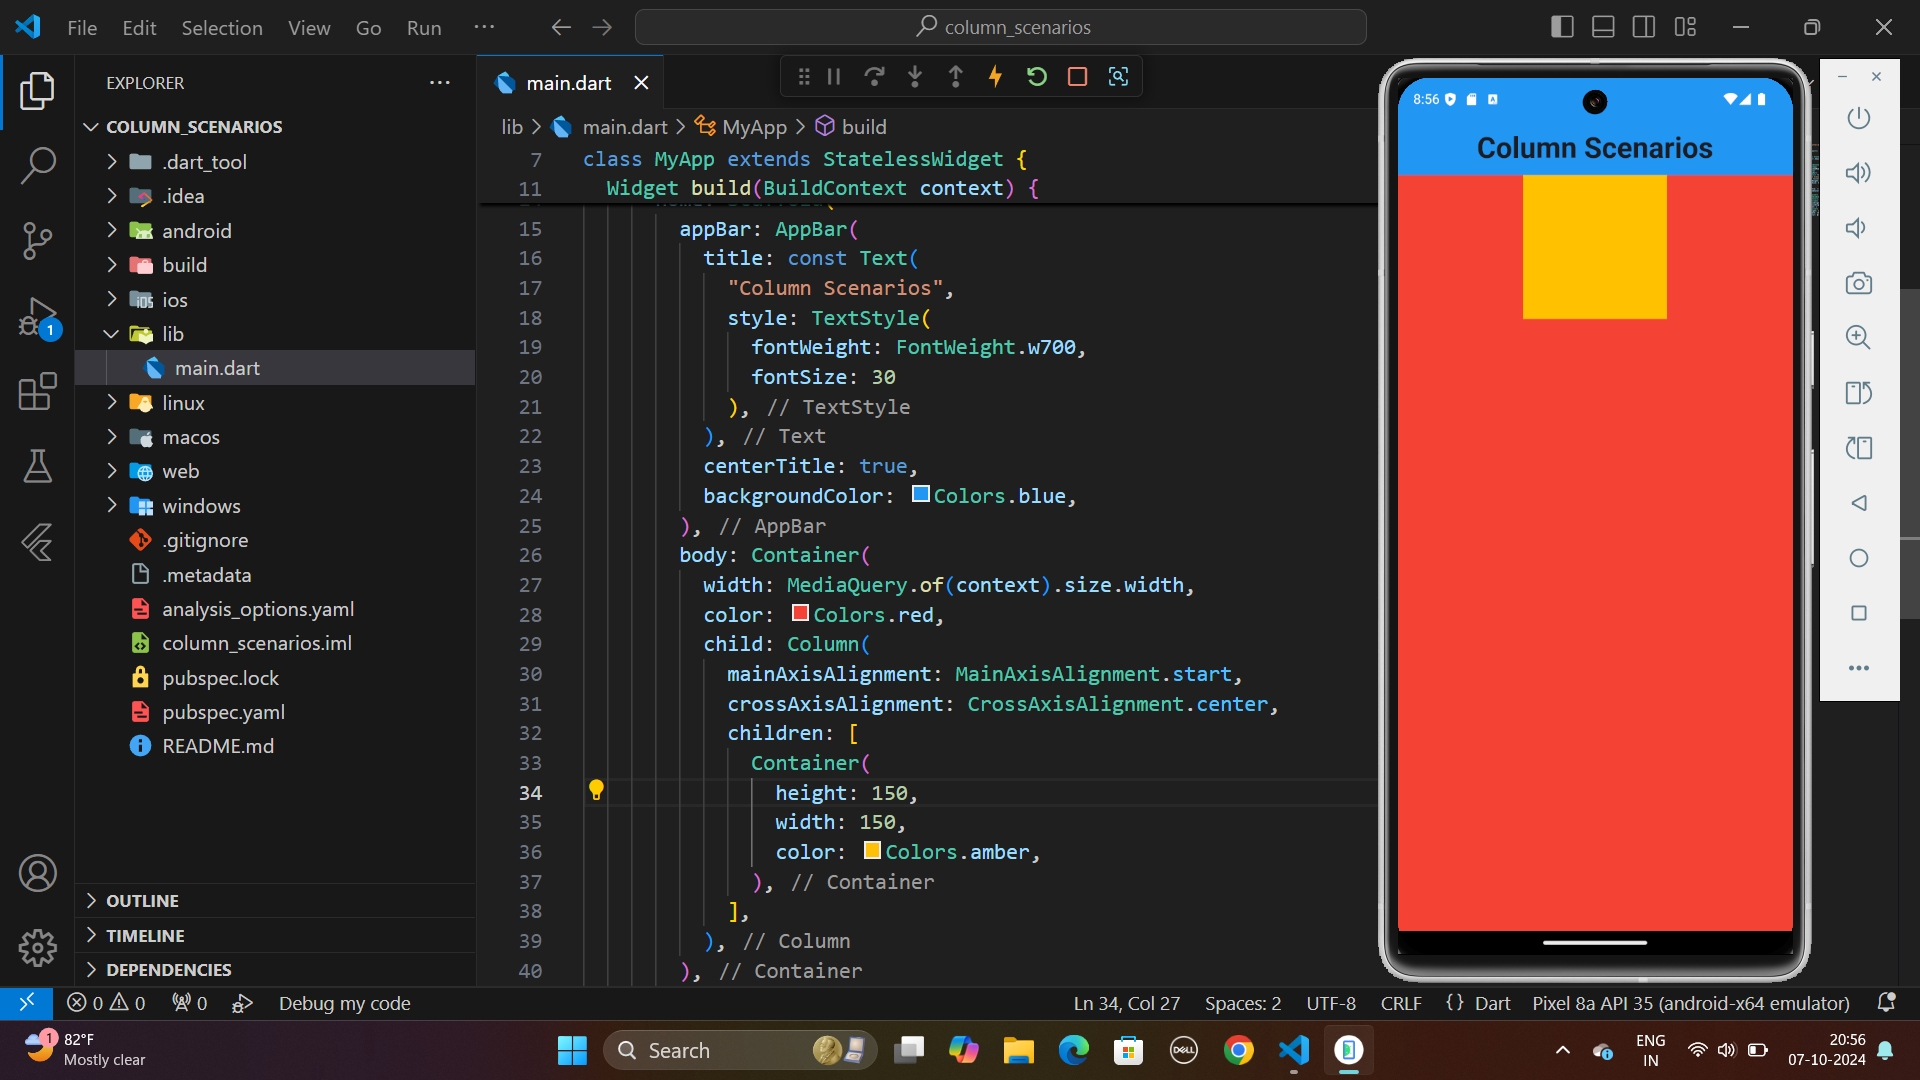 File Edit Selection View Go Run ···
column_scenarios
EXPLORER
main.dart
COLUMN_SCENARIOS
.dart_tool
.idea
android
build
ios
lib
main.dart
linux
macos
web
windows
.gitignore
.metadata
analysis_options.yaml
column_scenarios.iml
pubspec.lock
pubspec.yaml
README.md
OUTLINE
TIMELINE
DEPENDENCIES
1
lib > main.dart > MyApp > build
7 class MyApp extends StatelessWidget {
11 Widget build(BuildContext context) {
15 appBar: AppBar(
16 title: const Text(
17 "Column Scenarios",
18 style: TextStyle(
19 fontWeight: FontWeight.w700,
20 fontSize: 30
21 ), // TextStyle
22 ), // Text
23 centerTitle: true,
24 backgroundColor: Colors.blue,
25 ), // AppBar
26 body: Container(
27 width: MediaQuery.of(context).size.width,
28 color: Colors.red,
29 child: Column(
30 mainAxisAlignment: MainAxisAlignment.start,
31 crossAxisAlignment: CrossAxisAlignment.center,
32 children: [
33 Container(
34 height: 150,
35 width: 150,
36 color: Colors.amber,
37 ), // Container
38 ],
39 ), // Column
40 ), // Container
8:56
Column Scenarios
0 0 0 Debug my code
Ln 34, Col 27 Spaces: 2 UTF-8 CRLF {} Dart Pixel 8a API 35 (android-x64 emulator)
1
82°F
Mostly clear
Search
DELL
ENG
IN
20:56
07-10-2024